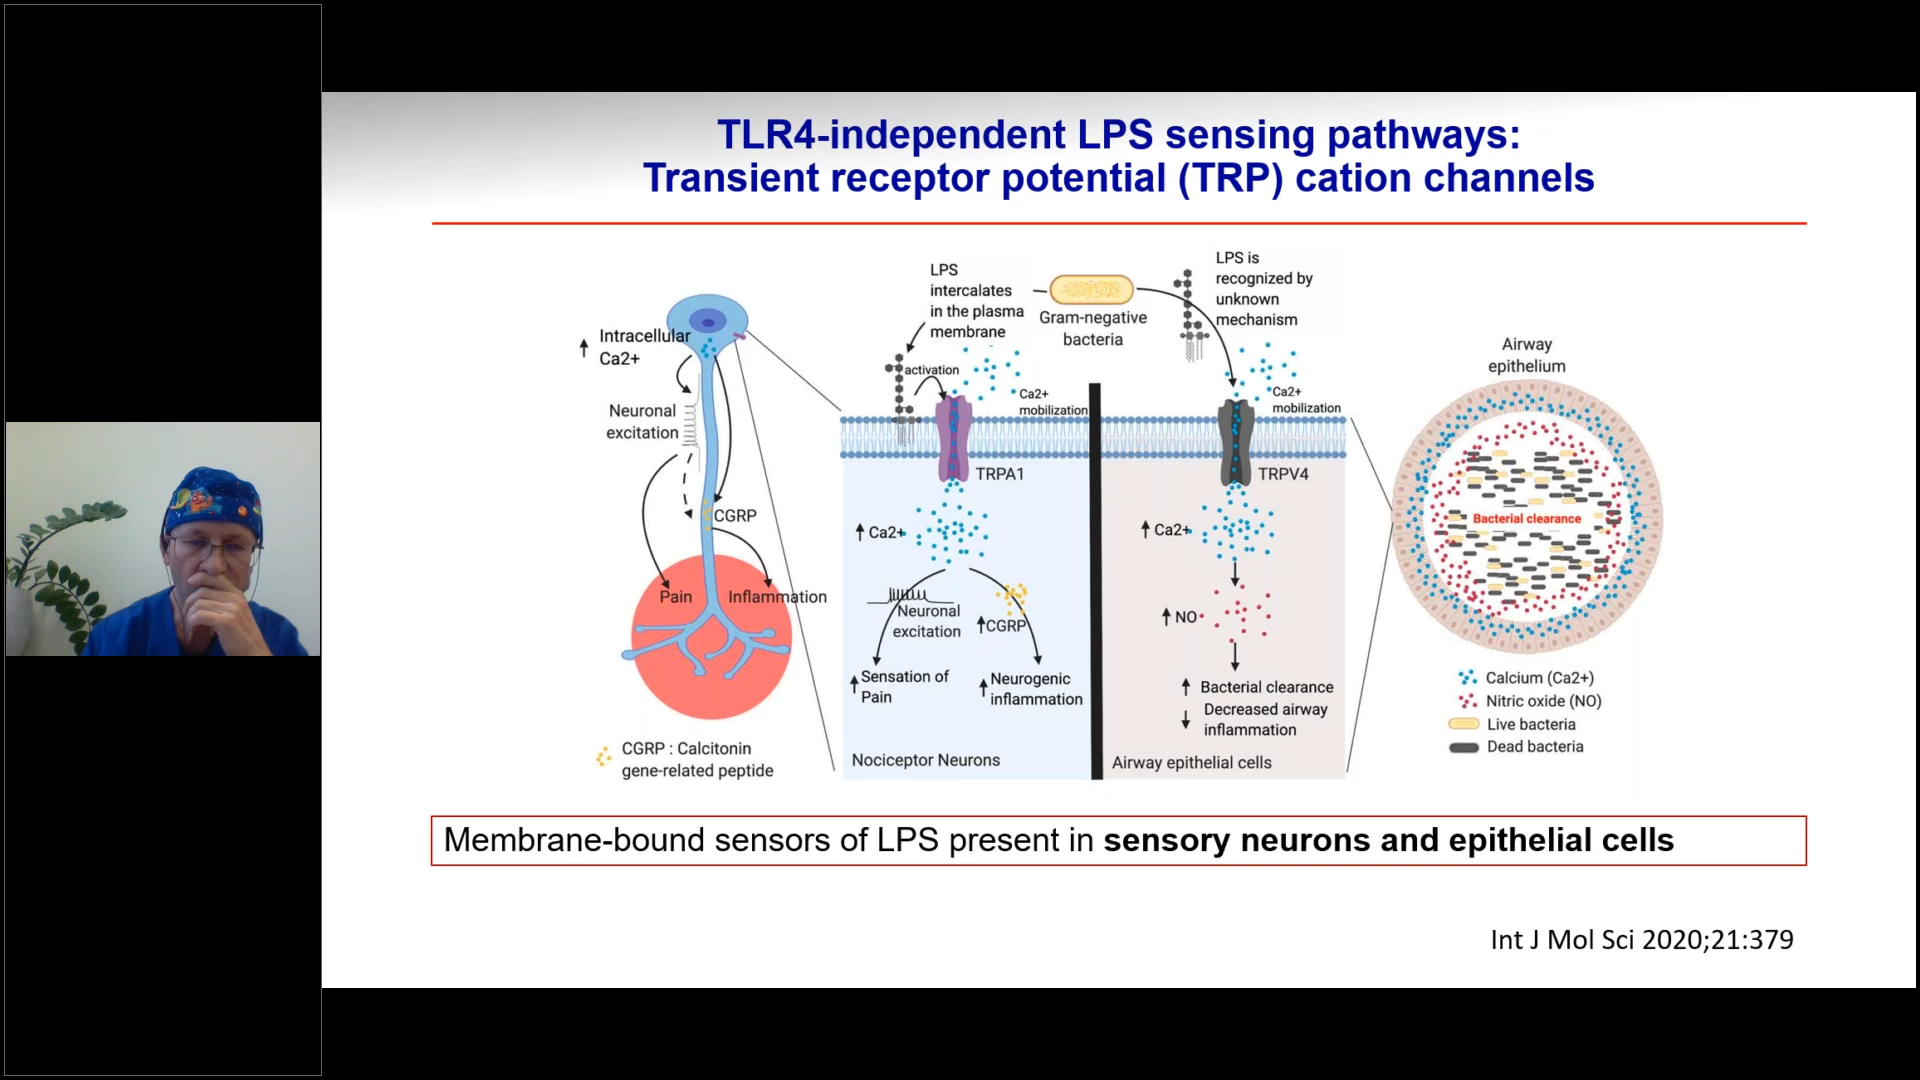 TLR4-independent LPS sensing pathways:
Transient receptor potential (TRP) cation channels
Intracellular
Ca2+
Neuronal
excitation
CGRP
Pain
Inflammation
CGRP : Calcitonin
gene-related peptide
LPS
intercalates
in the plasma
membrane
Gram-negative
bacteria
LPS is
recognized by
unknown
mechanism
activation
Ca2+
mobilization
TRPA1
Ca2+
Neuronal
excitation
CGRP
Sensation of
Pain
Neurogenic
inflammation
Nociceptor Neurons
Ca2+
mobilization
TRPV4
Ca2+
NO
Bacterial clearance
Decreased airway
inflammation
Airway epithelial cells
Airway
epithelium
Bacterial clearance
Calcium (Ca2+)
Nitric oxide (NO)
Live bacteria
Dead bacteria
Membrane-bound sensors of LPS present in sensory neurons and epithelial cells
Int J Mol Sci 2020;21:379